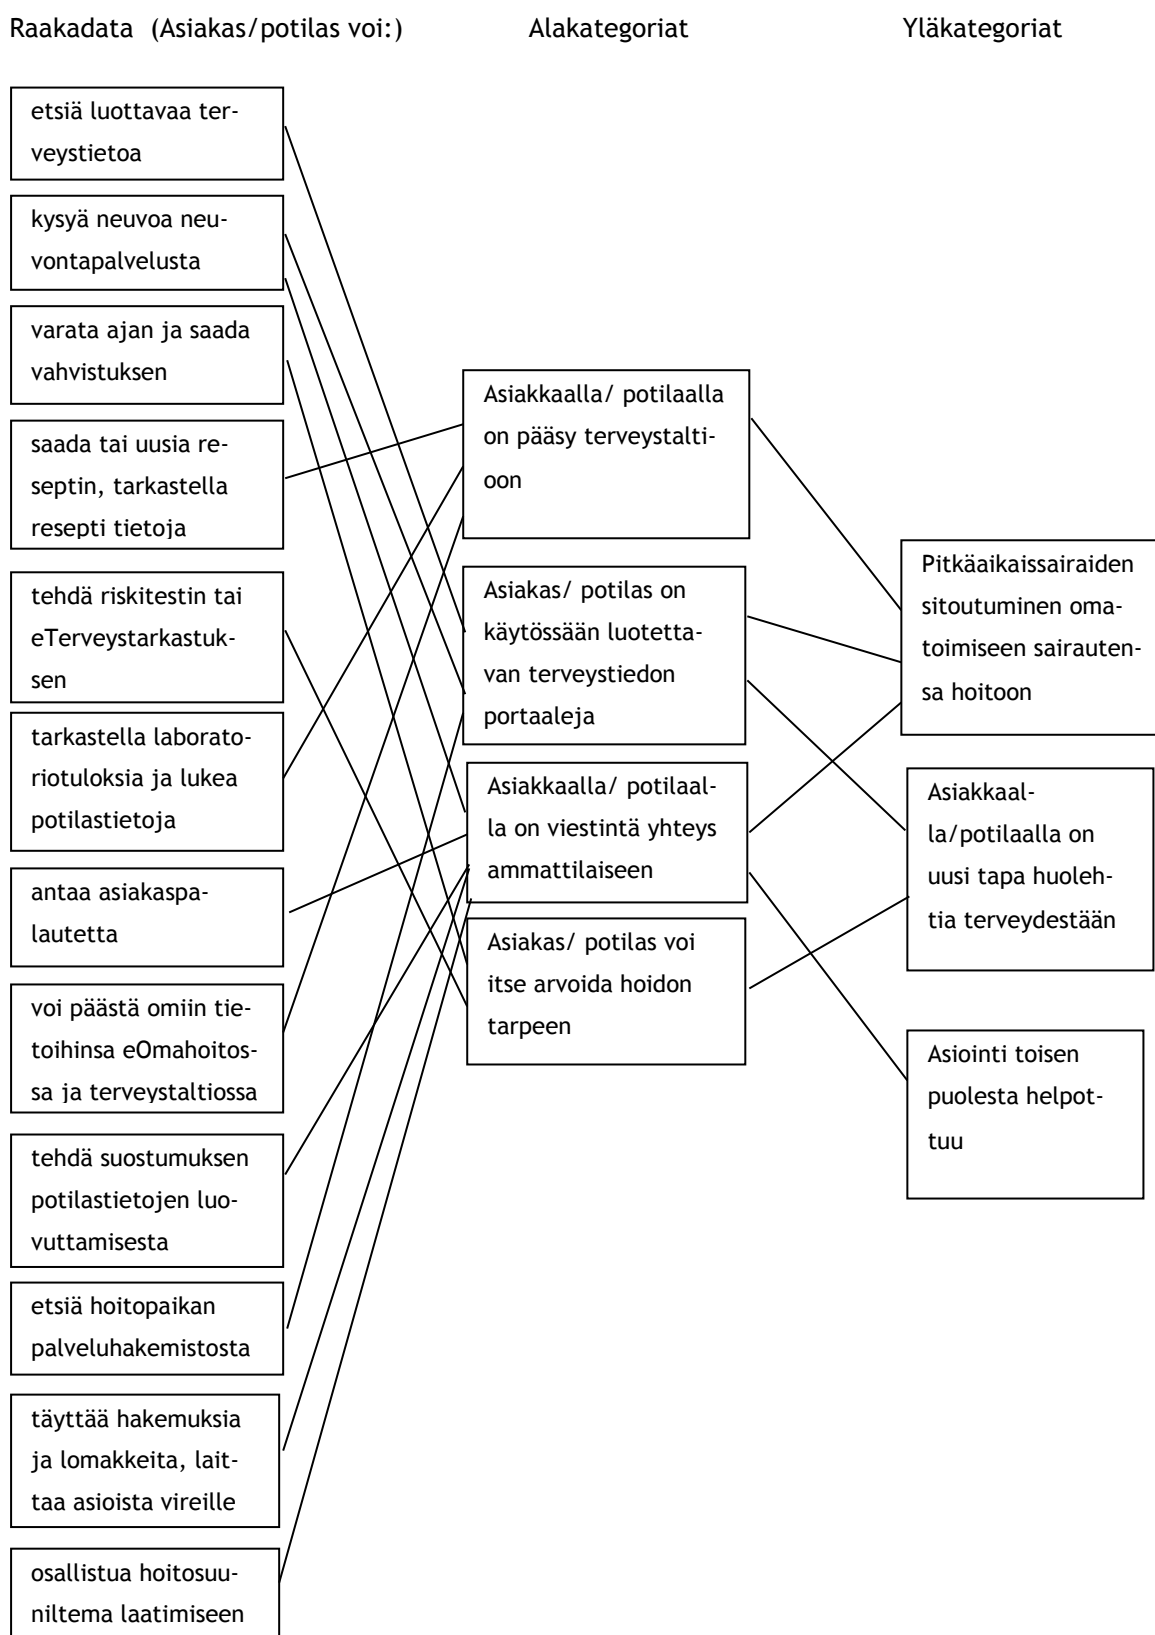 Raakadata (Asiakas/potilas voi:)
Alakategoriat
Yläkategoriat
etsiä luottavaa ter-
veystietoa
kysyä neuvoa neu-
vontapalvelusta
varata ajan ja saada
vahvistuksen
saada tai uusia re-
septin, tarkastella
resepti tietoja
tehdä riskitestin tai
eTerveystarkastuk-
sen
tarkastella laborato-
riotuloksia ja lukea
potilastietoja
antaa asiakaspa-
lautetta
voi päästä omiin tie-
toihinsa eOmahoitos-
sa ja terveystaltiossa
tehdä suostumuksen
potilastietojen luo-
vuttamisesta
etsiä hoitopaikan
palveluhakemistosta
täyttää hakemuksia
ja lomakkeita, lait-
taa asioista vireille
osallistua hoitosuu-
niltema laatimiseen
Asiakkaalla/ potilaalla
on pääsy terveystalti-
oon
Asiakas/ potilas on
käytössään luotetta-
van terveystiedon
portaaleja
Asiakkaalla/ potilaal-
la on viestintä yhteys
ammattilaiseen
Asiakas/ potilas voi
itse arvoida hoidon
tarpeen
Pitkäaikaissairaiden
sitoutuminen oma-
toimiseen sairauten-
sa hoitoon
Asiakkaal-
la/potilaalla on
uusi tapa huoleh-
tia terveydestään
Asiointi toisen
puolesta helpot-
tuu